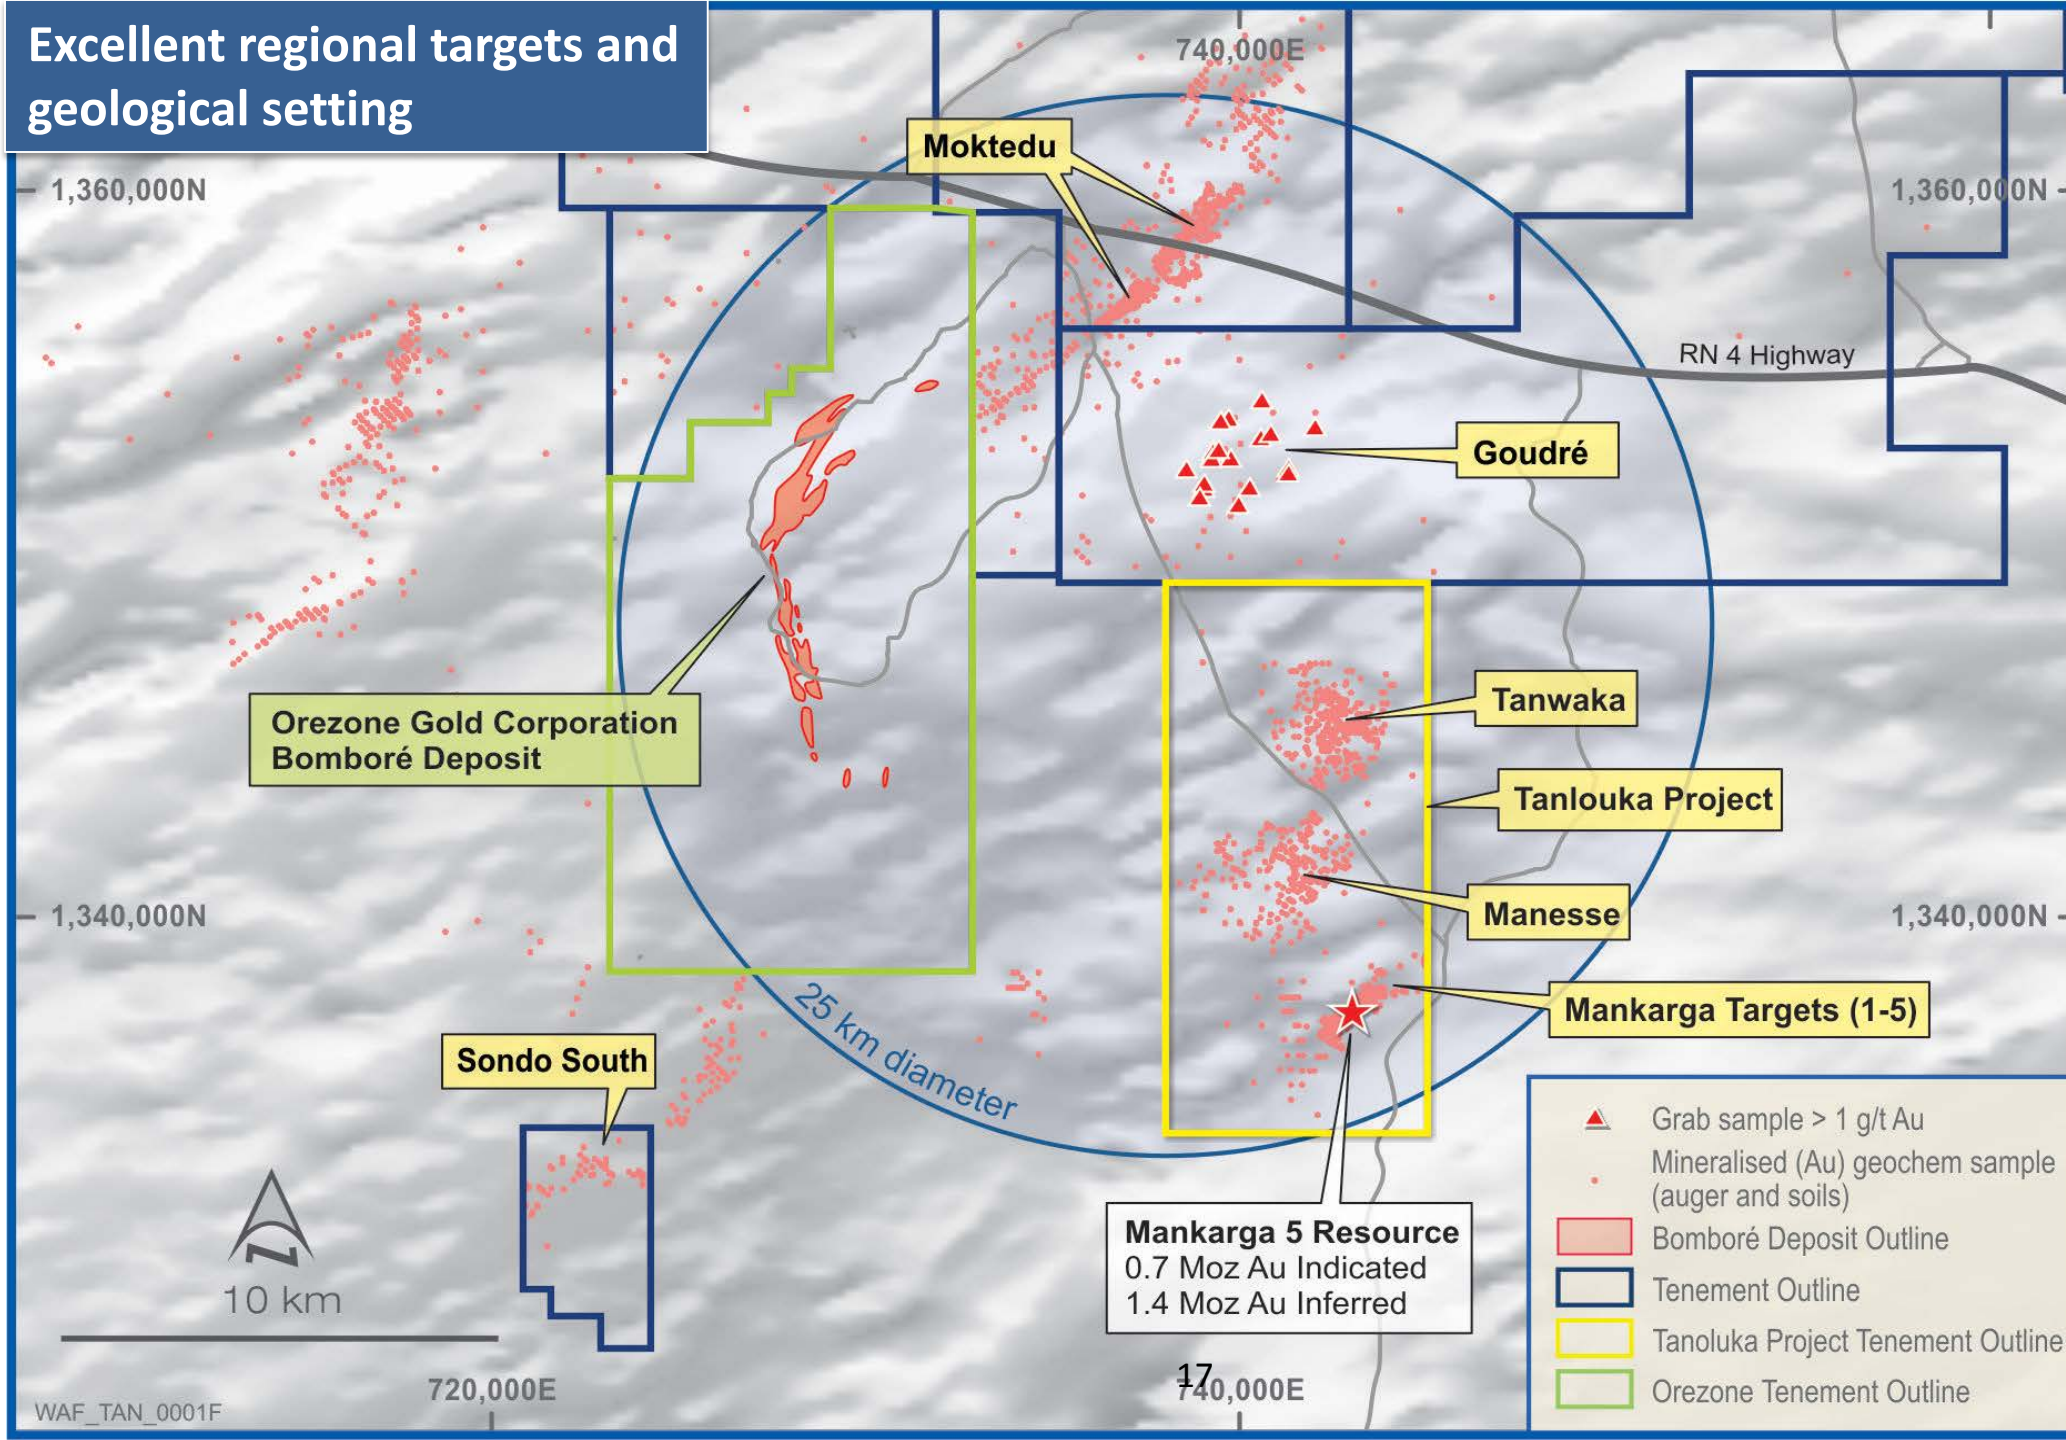 Excellent regional targets and
geological setting
740,000E
Moktedu
1,360,000N
1,360,000N
RN 4 Highway
Goudré
Tanwaka
Orezone Gold Corporation
Bomboré Deposit
Tanlouka Project
Manesse
1,340,000N
1,340,000N
Mankarga Targets (1-5)
25 km diameter
Sondo South
Mankarga 5 Resource
0.7 Moz Au Indicated
1.4 Moz Au Inferred
N
10 km
Grab sample > 1 g/t Au
Mineralised (Au) geochem sample
(auger and soils)
Bomboré Deposit Outline
Tenement Outline
Tanoluka Project Tenement Outline
Orezone Tenement Outline
17
720,000E
740,000E
WAF_TAN_0001F